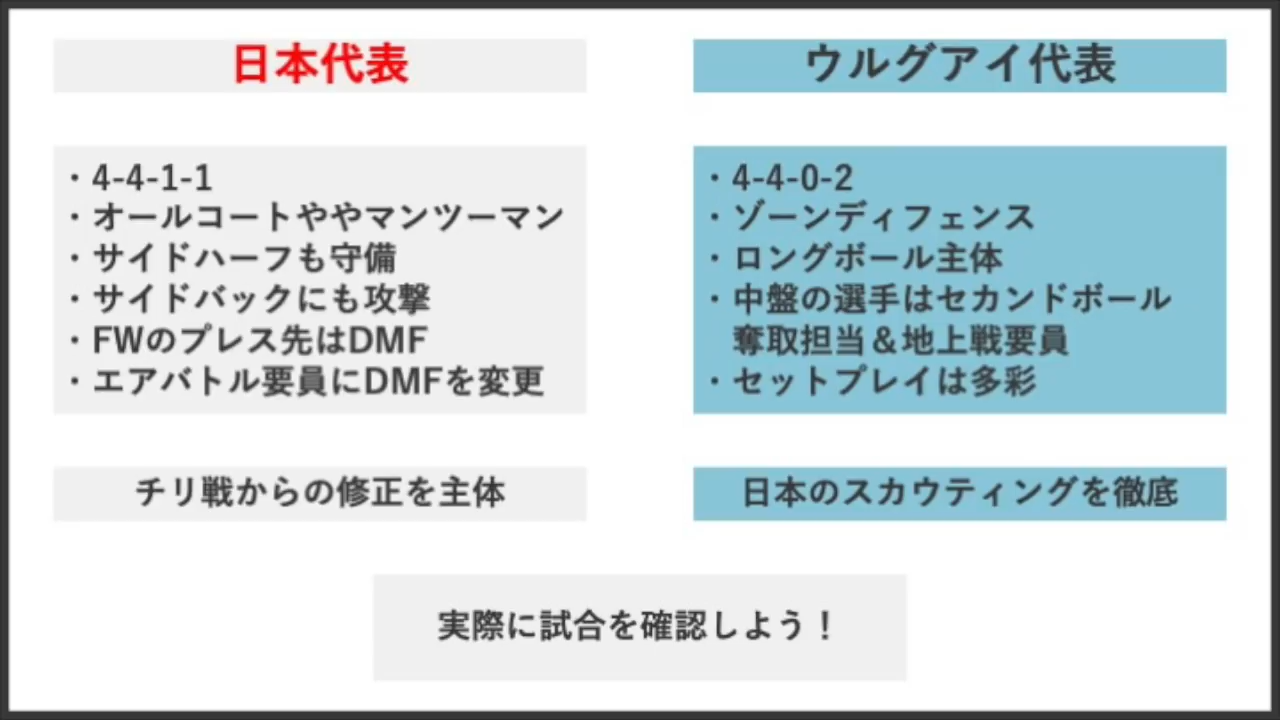 日本代表
・4-4-1-1
・オールコートややマンツーマン
・サイドハーフも守備
・サイドバックにも攻撃
・FWのプレス先はDMF
・エアバトル要員にDMFを変更
チリ戦からの修正を主体
ウルグアイ代表
・4-4-0-2
・ゾーンディフェンス
・ロングボール主体
・中盤の選手はセカンドボール
奪取担当＆地上戦要員
・セットプレイは多彩
日本のスカウティングを徹底
実際に試合を確認しよう！